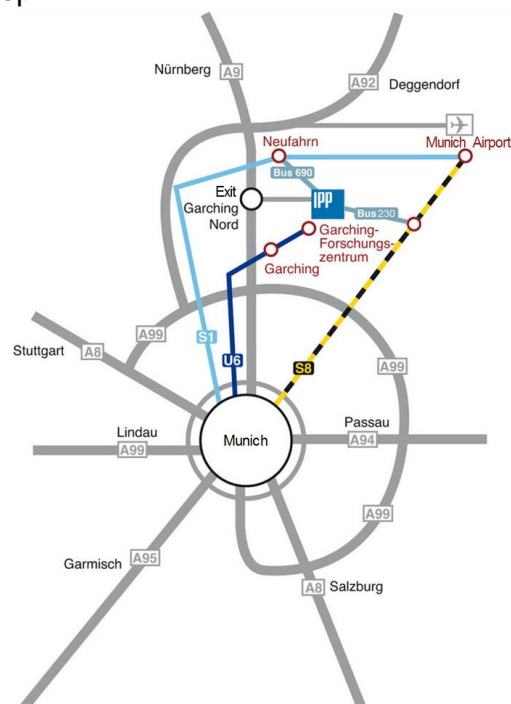 Nürnberg
A9
A92
Deggendorf
Neufahrn
Munich Airport
Bus 690
Exit
Garching
Nord
IPP
Bus 230
Garching-
Forschungs-
zentrum
Garching
A99
Stuttgart
A8
S1
U6
S8
A99
Lindau
A99
Munich
Passau
A94
A99
Garmisch
A95
A8
Salzburg